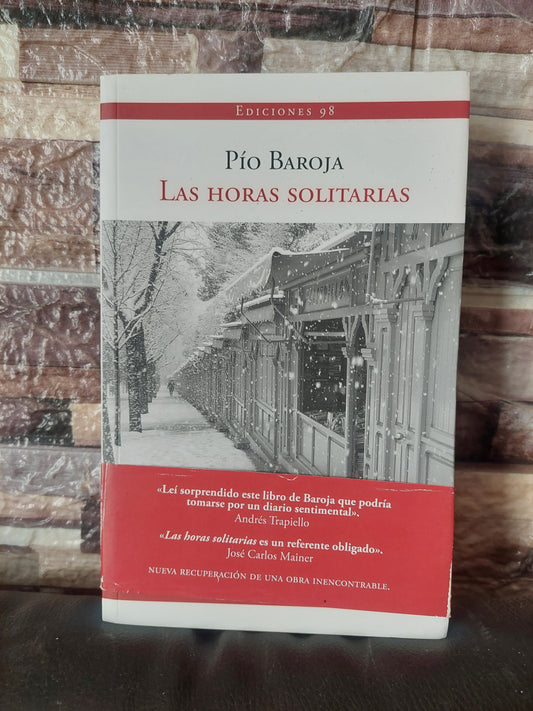 Ediciones 98
Pío Baroja
Las horas solitarias
«Leí sorprendido este libro de Baroja que podría
tomarse por un diario sentimental».
Andrés Trapiello
«Las horas solitarias es un referente obligado».
José Carlos Mainer
nueva recuperación de una obra inencontrable.